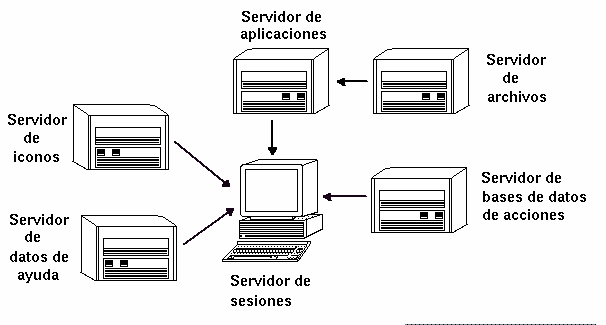 Servidor de
aplicaciones
Servidor
de
archivos
Servidor
de
iconos
Servidor de
bases de datos
de acciones
Servidor
de
datos de
ayuda
Servidor de
sesiones